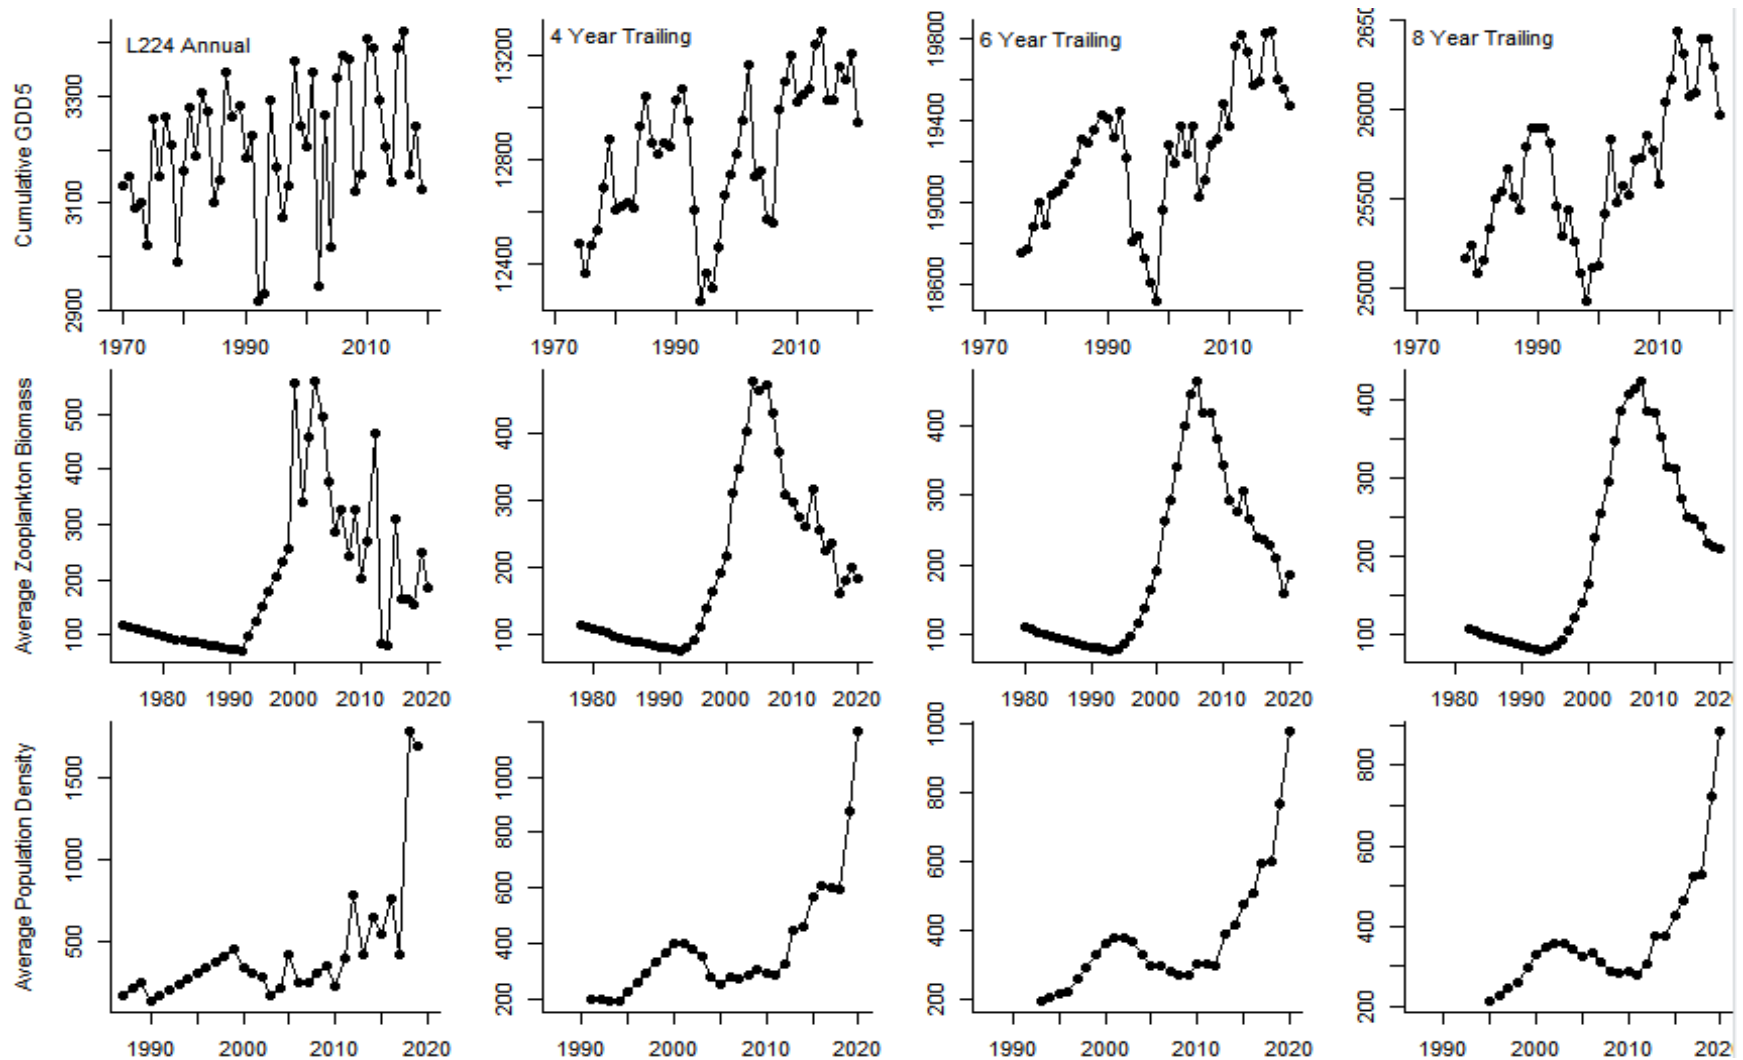 L224 Annual
4 Year Trailing
6 Year Trailing
8 Year Trailing
Cumulative GDD5
2900 3100 3300
12400 12800 13200
18600 19000 19400 19800
25000 25500 26000 2650
1970 1990 2010
1970 1990 2010
1970 1990 2010
1970 1990 2010
Average Zooplankton Biomass
100 200 300 400 500
100 200 300 400
100 200 300 400
100 200 300 400
1980 1990 2000 2010 2020
1980 1990 2000 2010 2020
1980 1990 2000 2010 2020
1980 1990 2000 2010 202
Average Population Density
500 1000 1500
200 400 600 800 1000
200 400 600 800 1000
200 400 600 800
1990 2000 2010 2020
1990 2000 2010 2020
1990 2000 2010 2020
1990 2000 2010 202